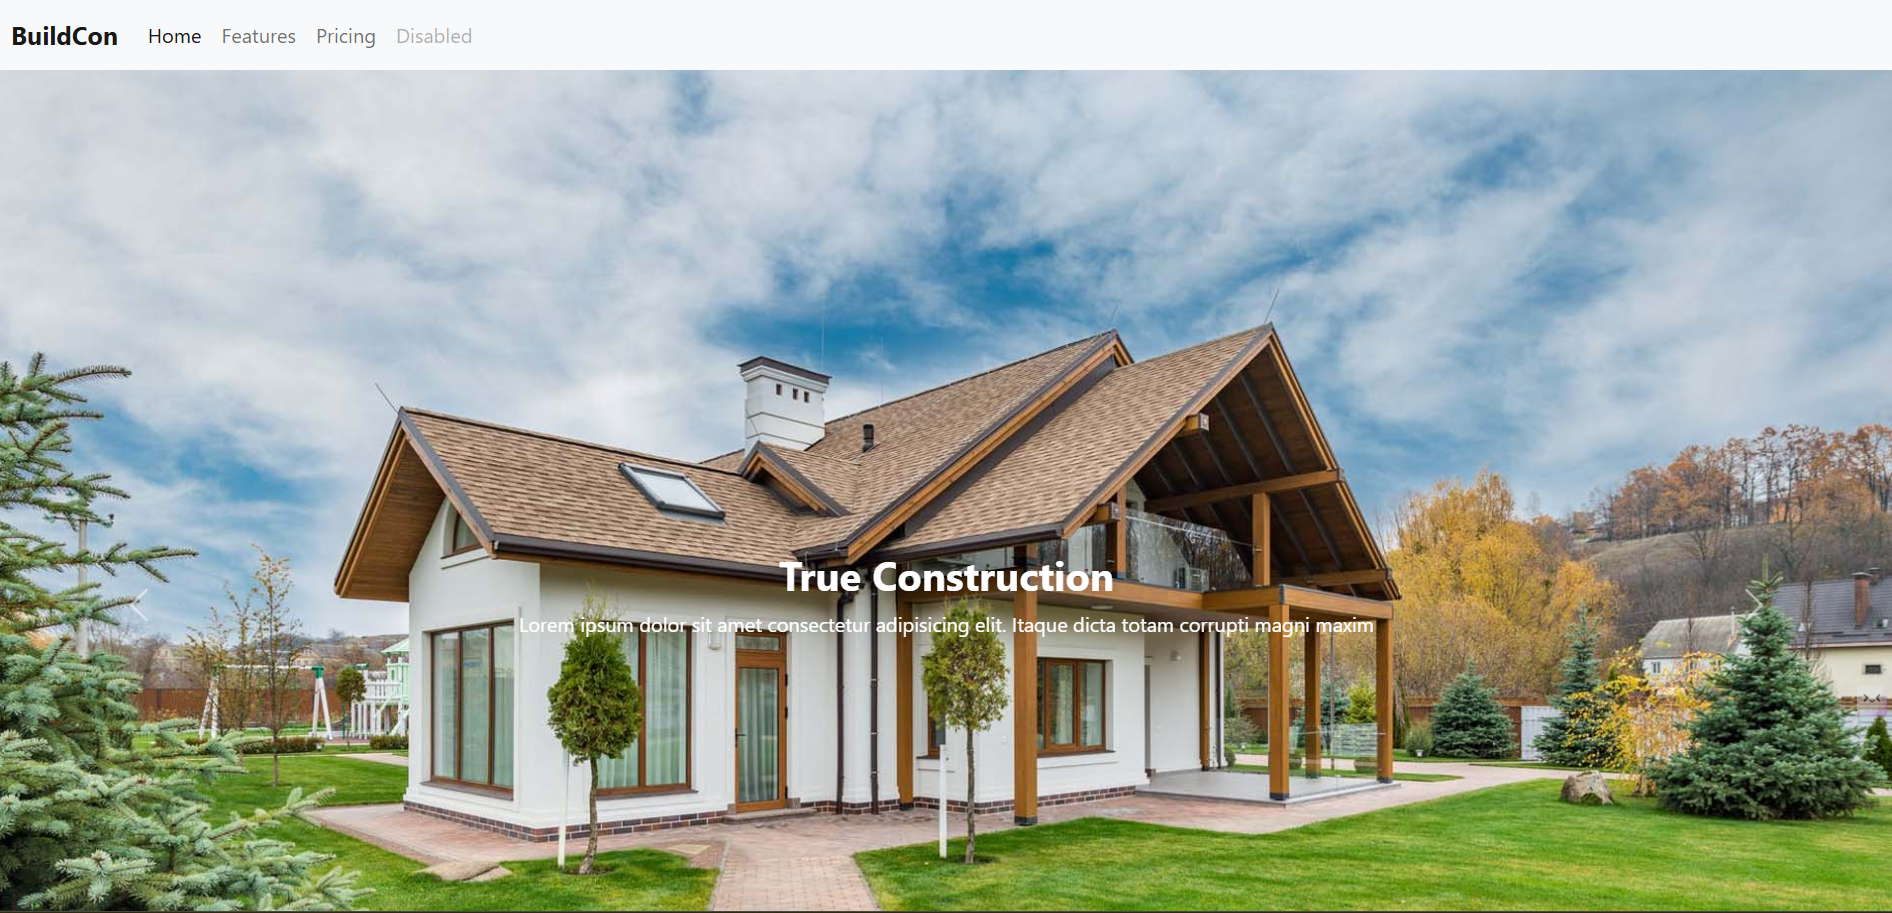 BuildCon Home Features Pricing Disabled
True Construction
Lorem ipsum dolor sit amet consectetur adipisicing elit. Itaque dicta totam corrupti magni maxim